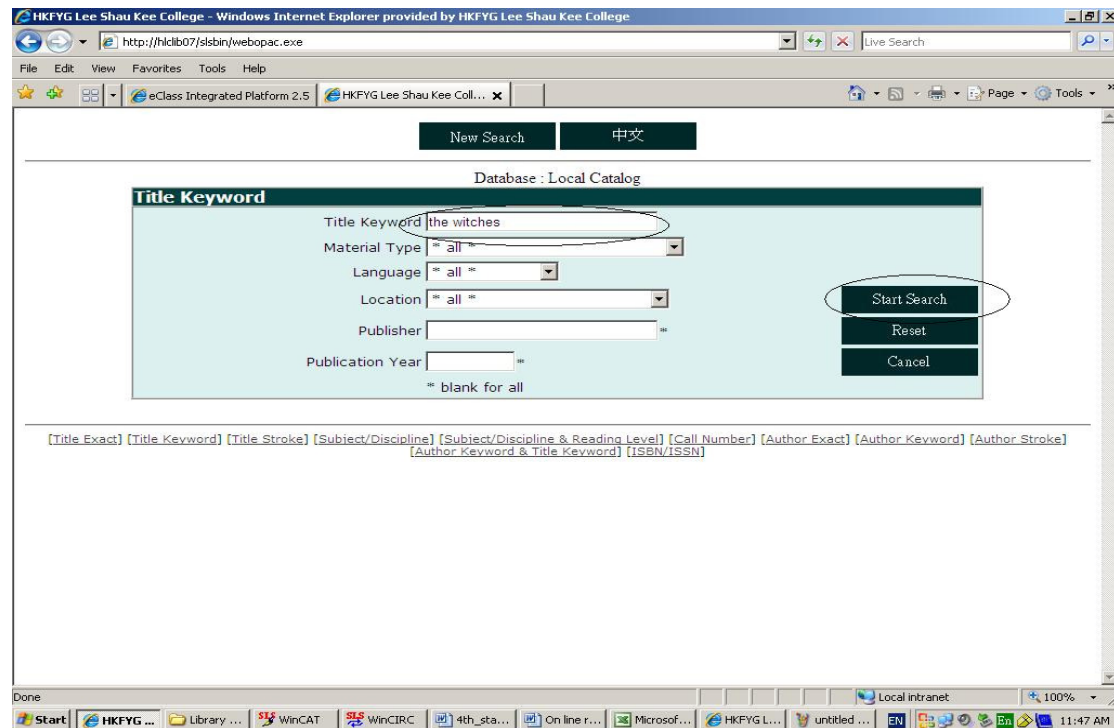 HKFYG Lee Shau Kee College - Windows Internet Explorer provided by HKFYG Lee Shau Kee College
http://hlclib07/slsbin/webopac.exe
Live Search
File Edit View Favorites Tools Help
eClass Integrated Platform 2.5 HKFYG Lee Shau Kee Coll... Page Tools
New Search 中文
Database : Local Catalog
Title Keyword
Title Keyword the witches
Material Type * all *
Language * all *
Location * all *
Start Search
Publisher *
Reset
Publication Year *
Cancel
* blank for all
[Title Exact] [Title Keyword] [Title Stroke] [Subject/Discipline] [Subject/Discipline & Reading Level] [Call Number] [Author Exact] [Author Keyword] [Author Stroke]
[Author Keyword & Title Keyword] [ISBN/ISSN]
Done Local intranet 100%
Start HKFYG ... Library ... SLS WinCAT SLS WinCIRC 4th_sta... On line r... Microsof... HKFYG L... untitled ... EN En 11:47 AM